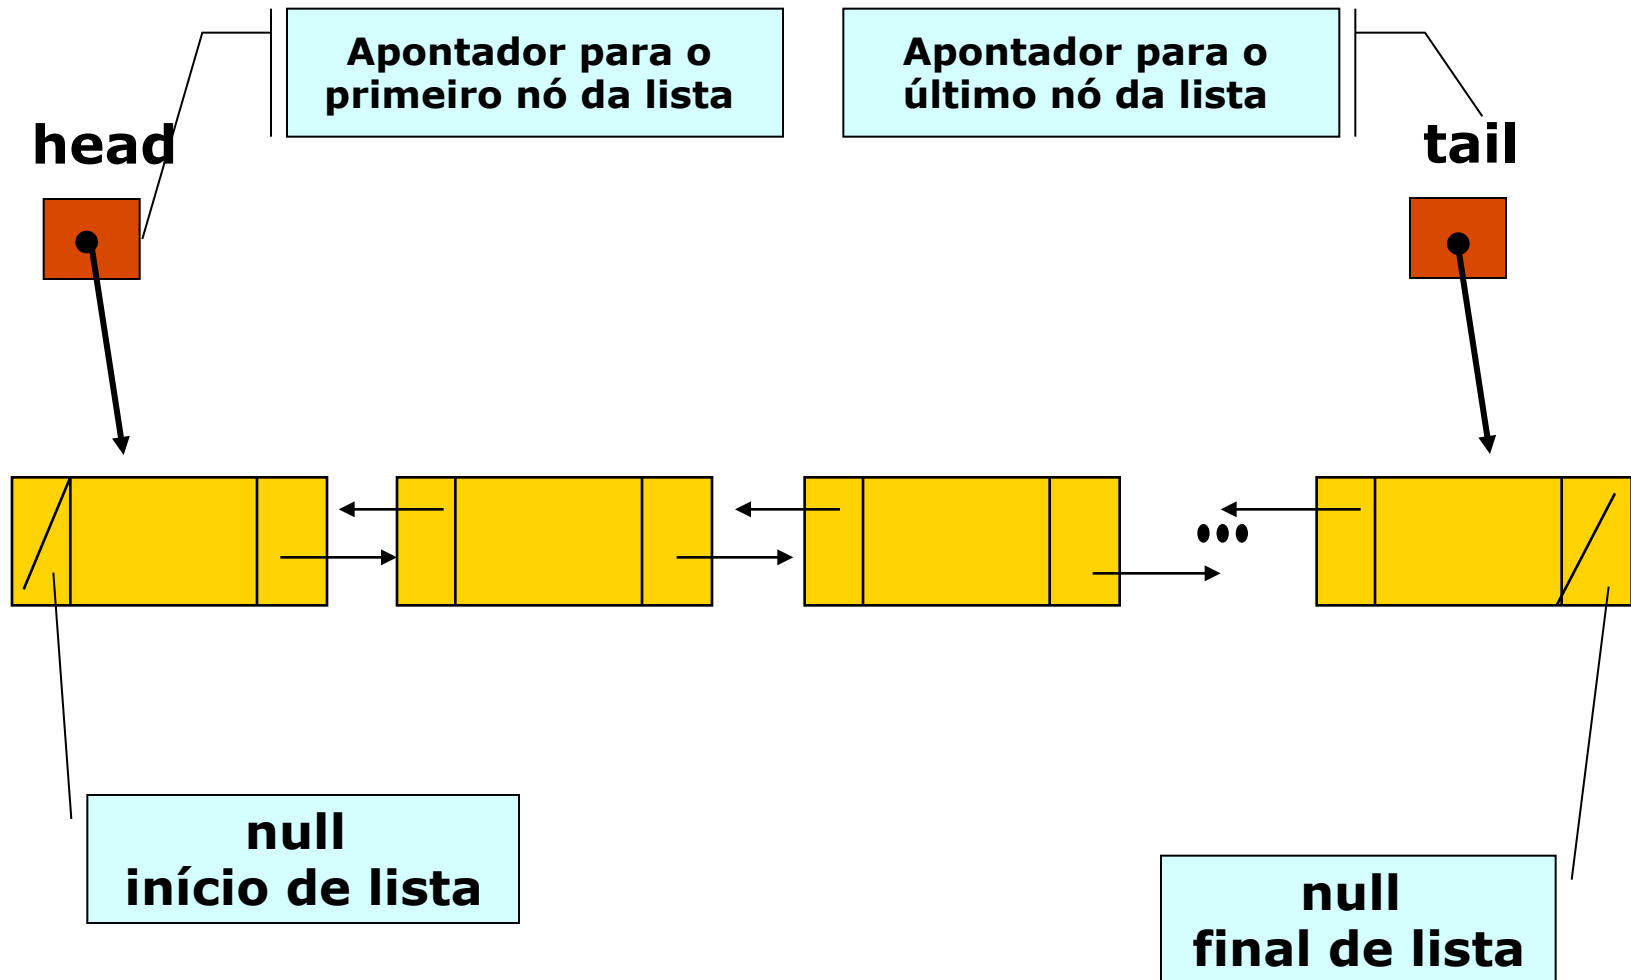 Apontador para o
primeiro nó da lista
Apontador para o
último nó da lista
head
tail
null
início de lista
null
final de lista